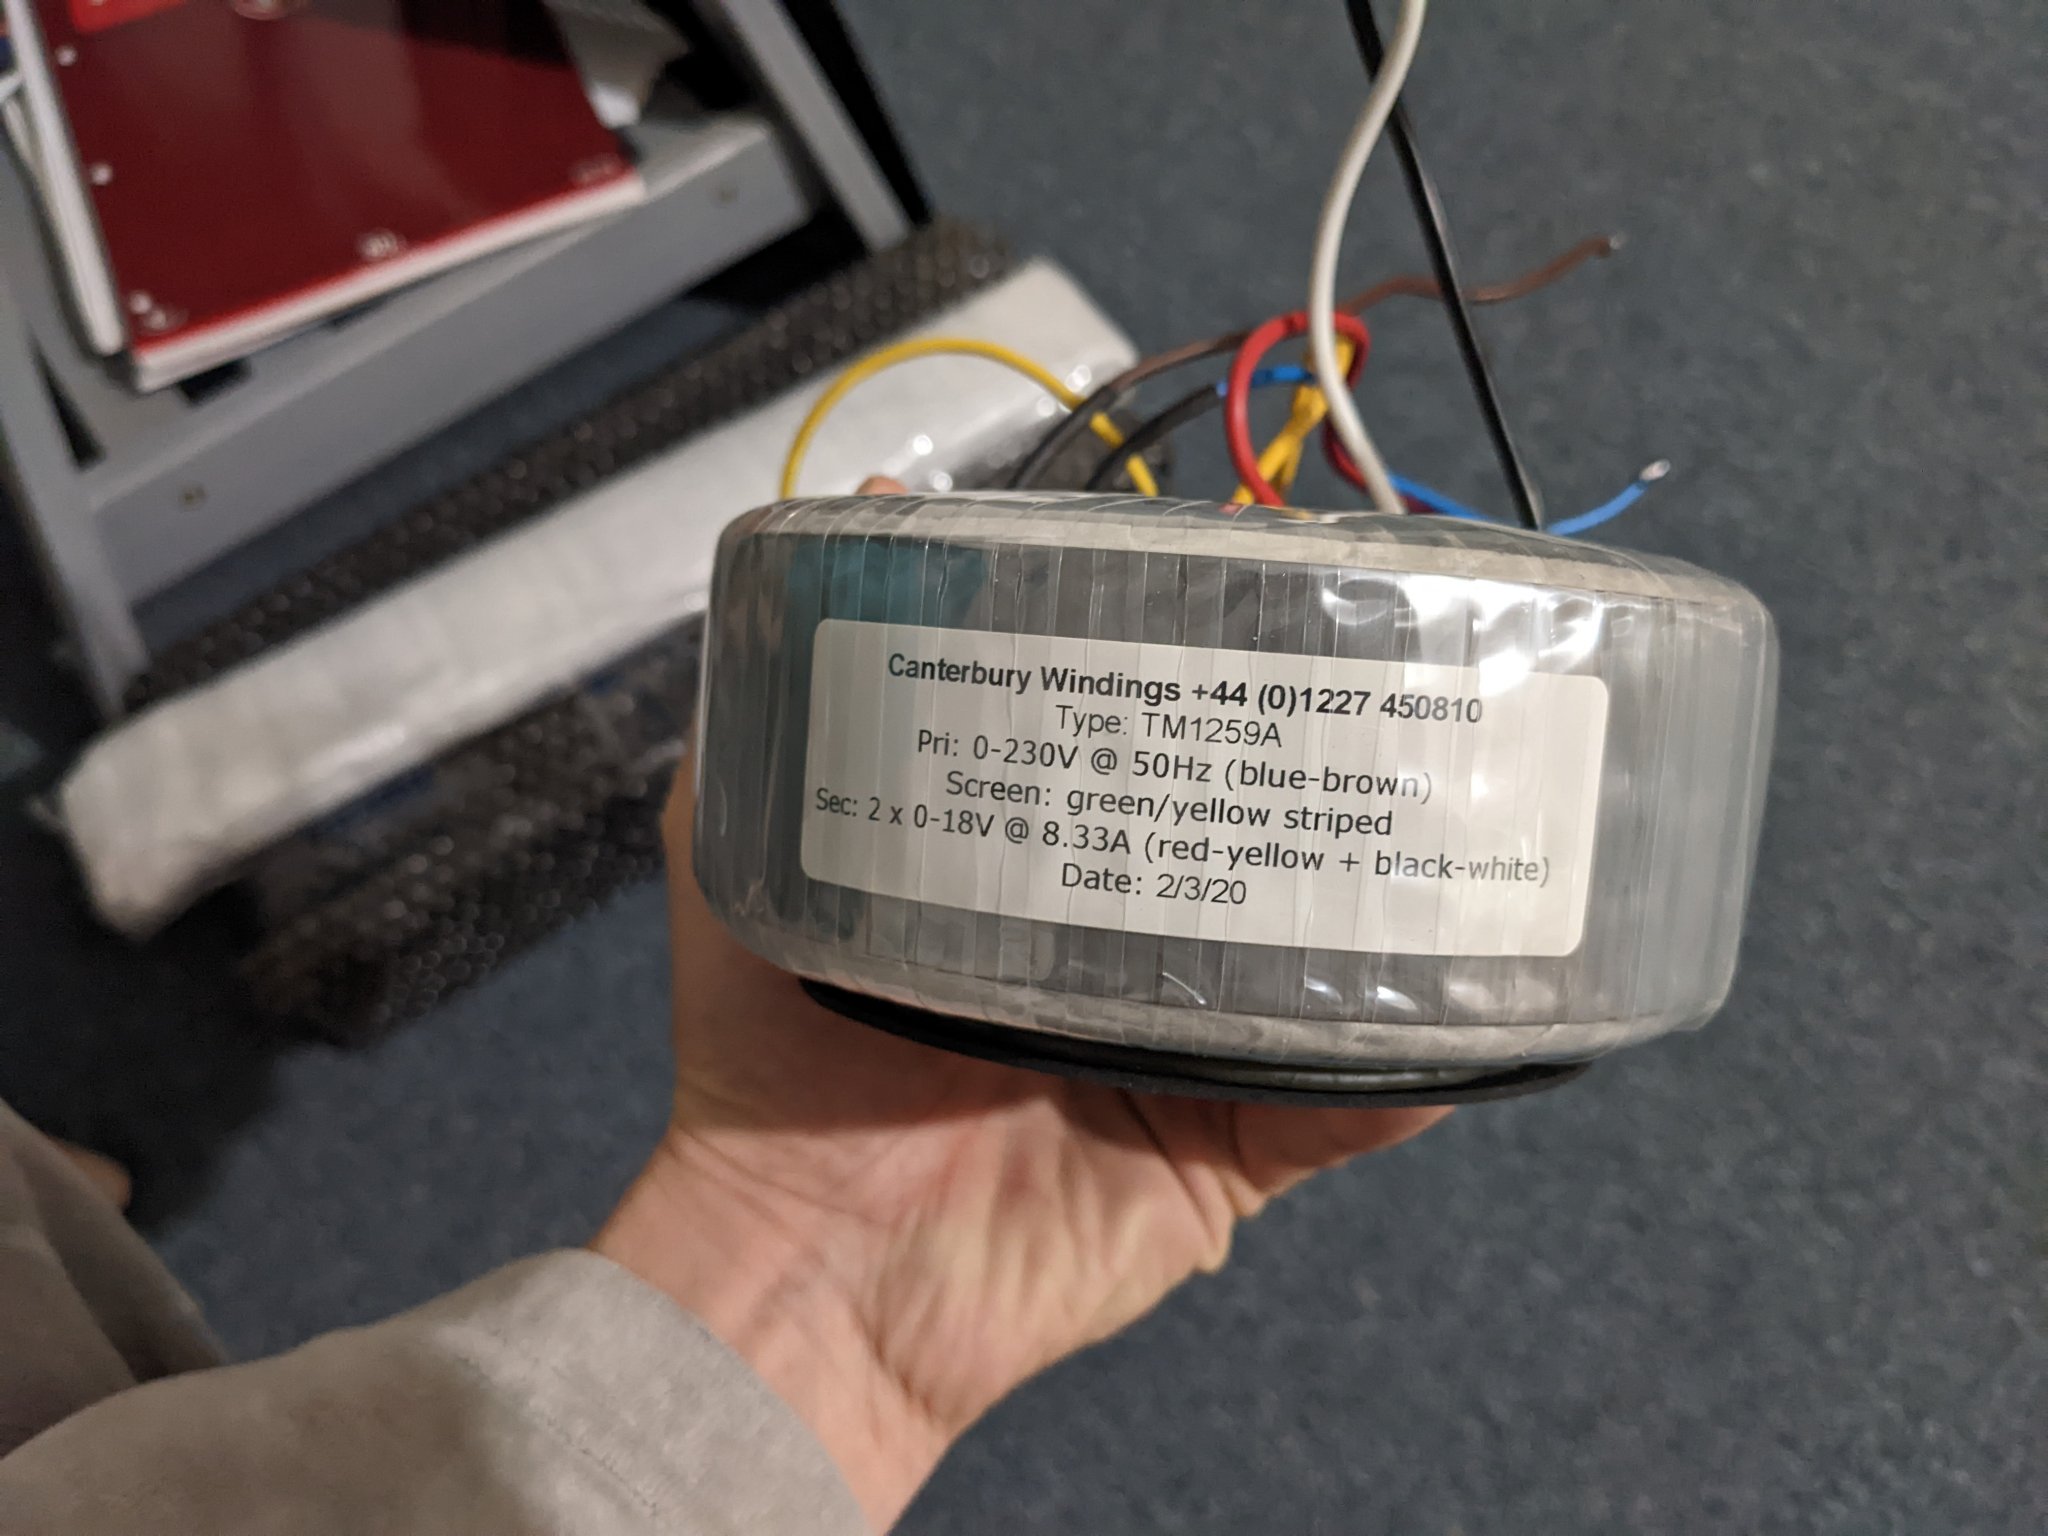 Canterbury Windings +44 (0)1227 450810
Type: TM1259A
Pri: 0-230V @ 50Hz (blue-brown)
Screen: green/yellow striped
Sec: 2 x 0-18V @ 8.33A (red-yellow + black-white)
Date: 2/3/20